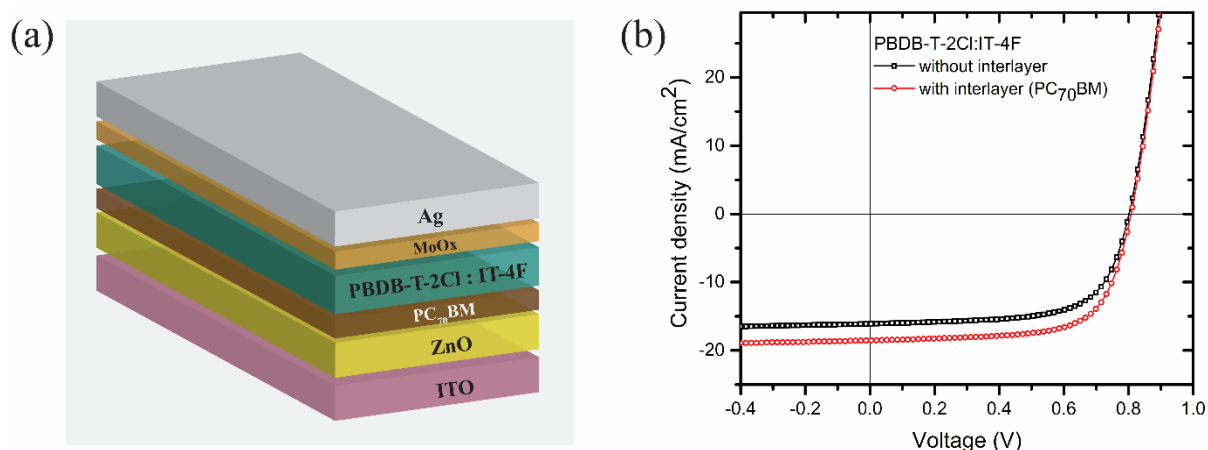 (a)
Ag
MoOx
PBDB-T-2Cl : IT-4F
PC70BM
ZnO
ITO
(b)
PBDB-T-2Cl:IT-4F
without interlayer
with interlayer (PC70BM)
Current density (mA/cm²)
20
10
0
-10
-20
-0.4 -0.2 0.0 0.2 0.4 0.6 0.8 1.0
Voltage (V)